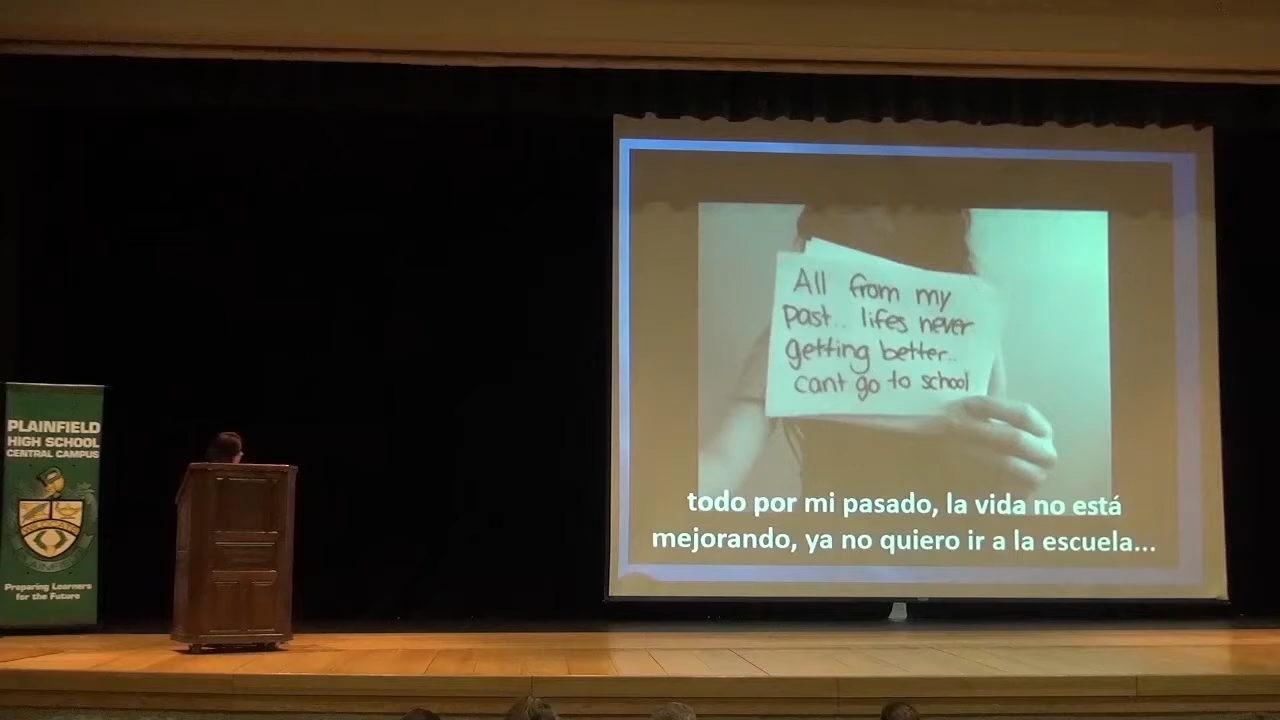 PLAINFIELD
HIGH SCHOOL
CENTRAL CAMPUS
Preparing Learners
for the Future
All from my
past.. lifes never
getting better..
cant go to school
todo por mi pasado, la vida no está
mejorando, ya no quiero ir a la escuela...